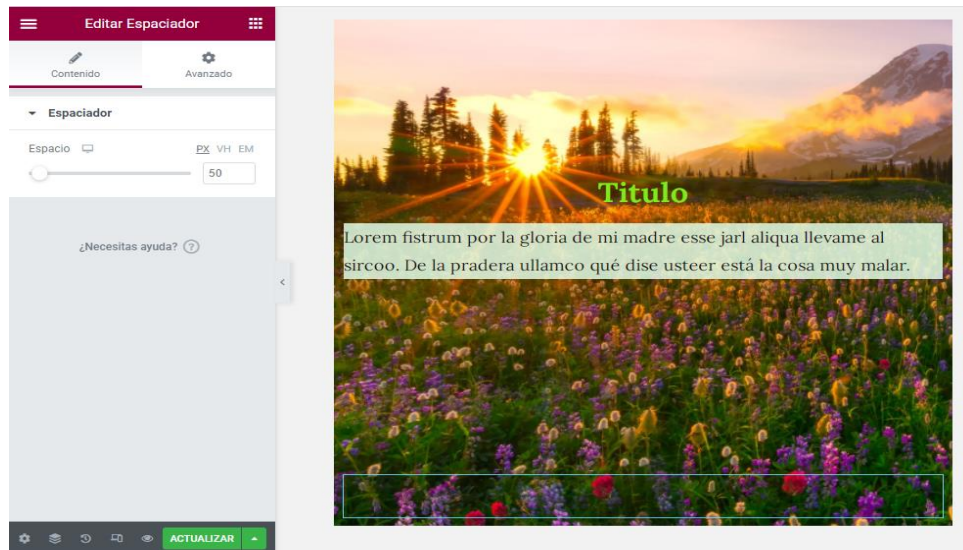 Editar Espaciador
Contenido
Avanzado
Espaciador
Espacio
PX VH EM
50
¿Necesitas ayuda? ?
ACTUALIZAR
Titulo
Lorem fistrum por la gloria de mi madre esse jarl aliqua llevame al
sircoo. De la pradera ullamco qué dise usteer está la cosa muy malar.